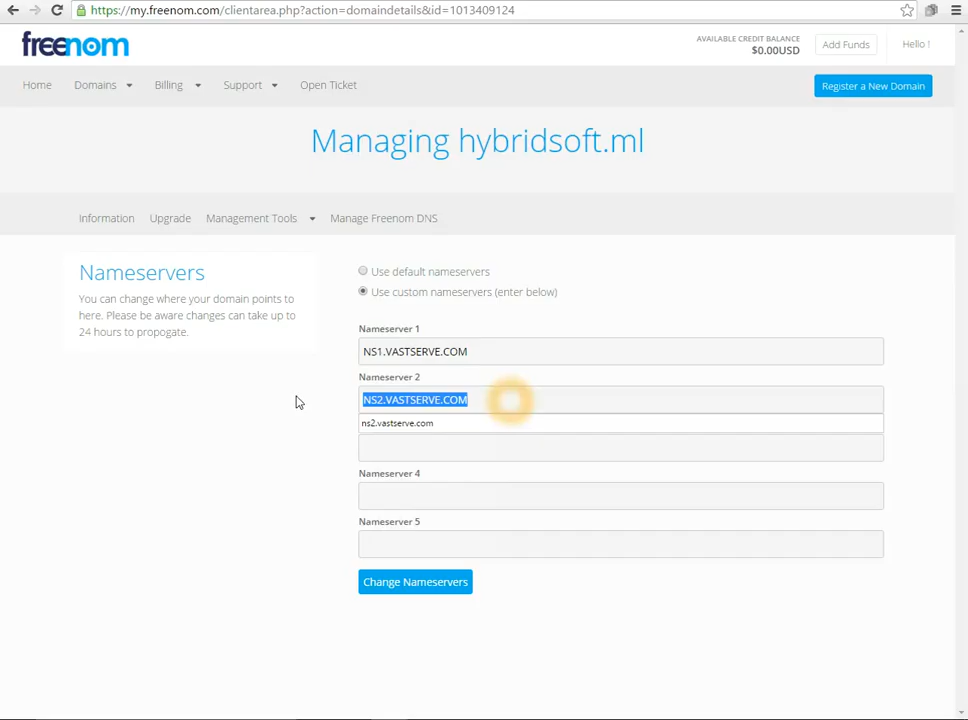 https://my.freenom.com/clientarea.php?action=domaindetails&id=1013409124
freenom
AVAILABLE CREDIT BALANCE
$0.00USD
Add Funds
Hello !
Home
Domains
Billing
Support
Open Ticket
Register a New Domain
Managing hybridsoft.ml
Information
Upgrade
Management Tools
Manage Freenom DNS
Nameservers
You can change where your domain points to
here. Please be aware changes can take up to
24 hours to propogate.
Use default nameservers
Use custom nameservers (enter below)
Nameserver 1
NS1.VASTSERVE.COM
Nameserver 2
NS2.VASTSERVE.COM
ns2.vastserve.com
Nameserver 4
Nameserver 5
Change Nameservers